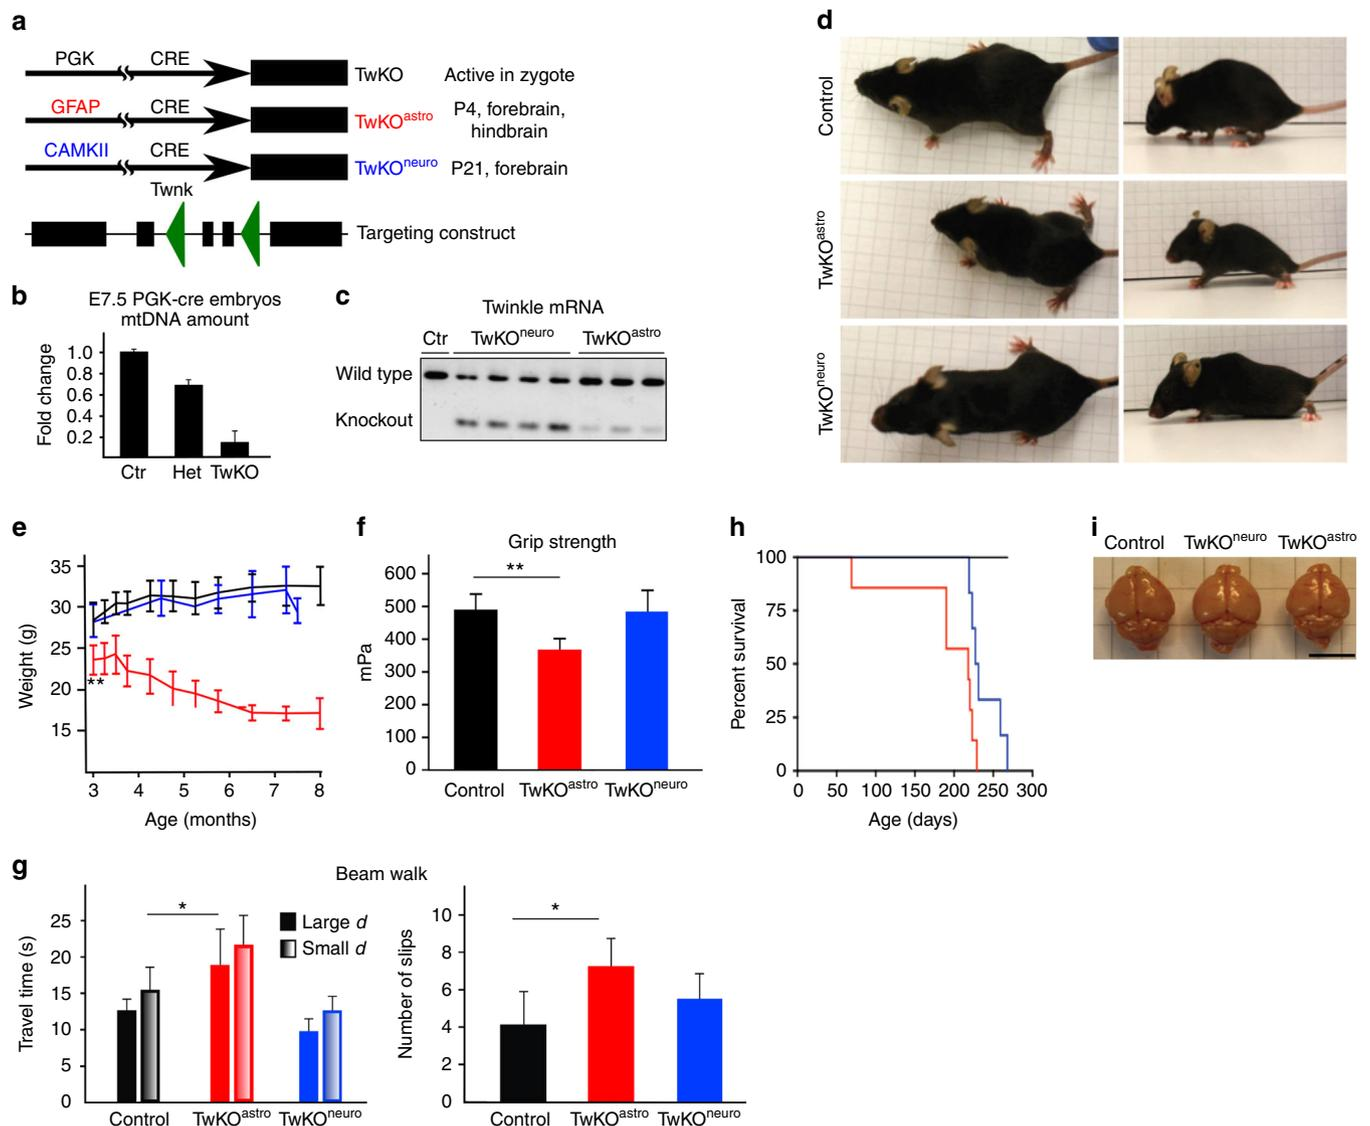 a
PGK CRE TwKO Active in zygote
GFAP CRE TwKOastro P4, forebrain, hindbrain
CAMKII CRE TwKOneuro P21, forebrain
Twnk
Targeting construct
b
E7.5 PGK-cre embryos
mtDNA amount
Fold change
1.0
0.8
0.6
0.4
0.2
Ctr Het TwKO
c
Twinkle mRNA
Ctr TwKOneuro TwKOastro
Wild type
Knockout
d
Control
TwKOastro
TwKOneuro
e
Weight (g)
35
30
25
20
15
**
3 4 5 6 7 8
Age (months)
f
Grip strength
**
mPa
600
500
400
300
200
100
0
Control TwKOastro TwKOneuro
h
Percent survival
100
75
50
25
0
0 50 100 150 200 250 300
Age (days)
i
Control TwKOneuro TwKOastro
g
Beam walk
Travel time (s)
25
20
15
10
5
0
*
Large d
Small d
Control TwKOastro TwKOneuro
Number of slips
10
8
6
4
2
0
*
Control TwKOastro TwKOneuro